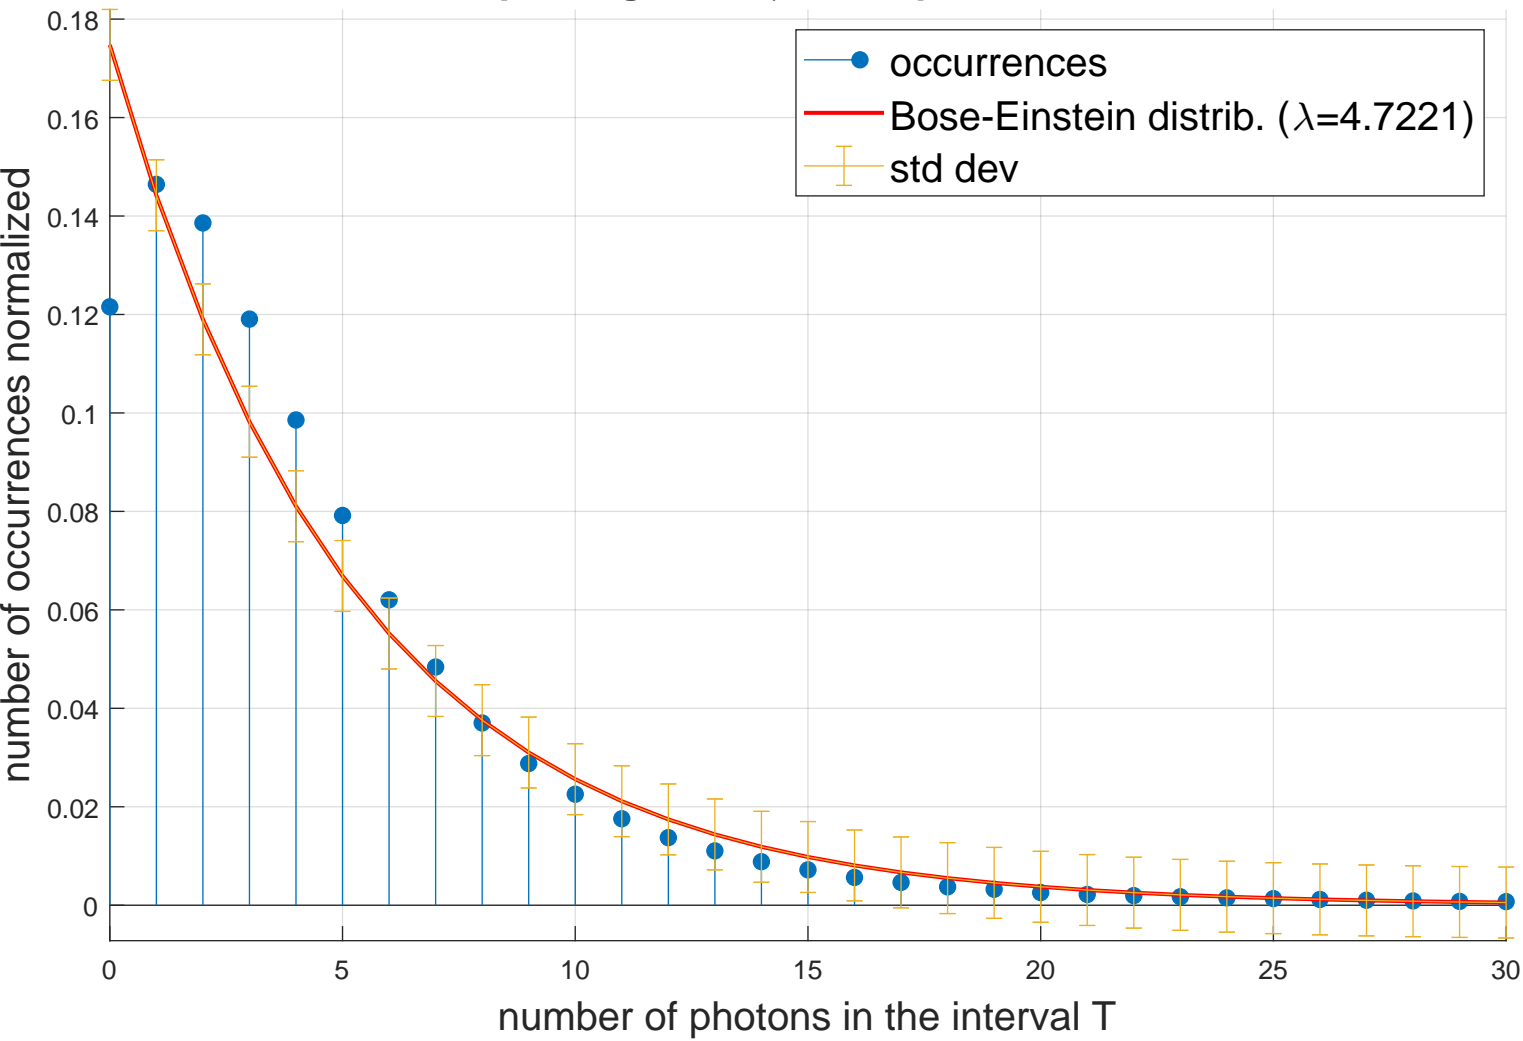 0.18
0.16
0.14
0.12
0.1
0.08
0.06
0.04
0.02
0
number of occurrences normalized
occurrences
Bose-Einstein distrib. (λ=4.7221)
std dev
0 5 10 15 20 25 30
number of photons in the interval T